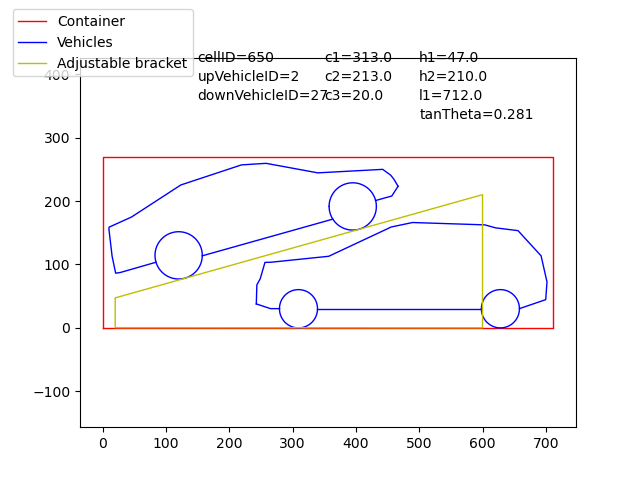 Container
Vehicles
Adjustable bracket
cellID=650 c1=313.0 h1=47.0
upVehicleID=2 c2=213.0 h2=210.0
downVehicleID=27 c3=20.0 l1=712.0
tanTheta=0.281
400
300
200
100
0
−100
0 100 200 300 400 500 600 700